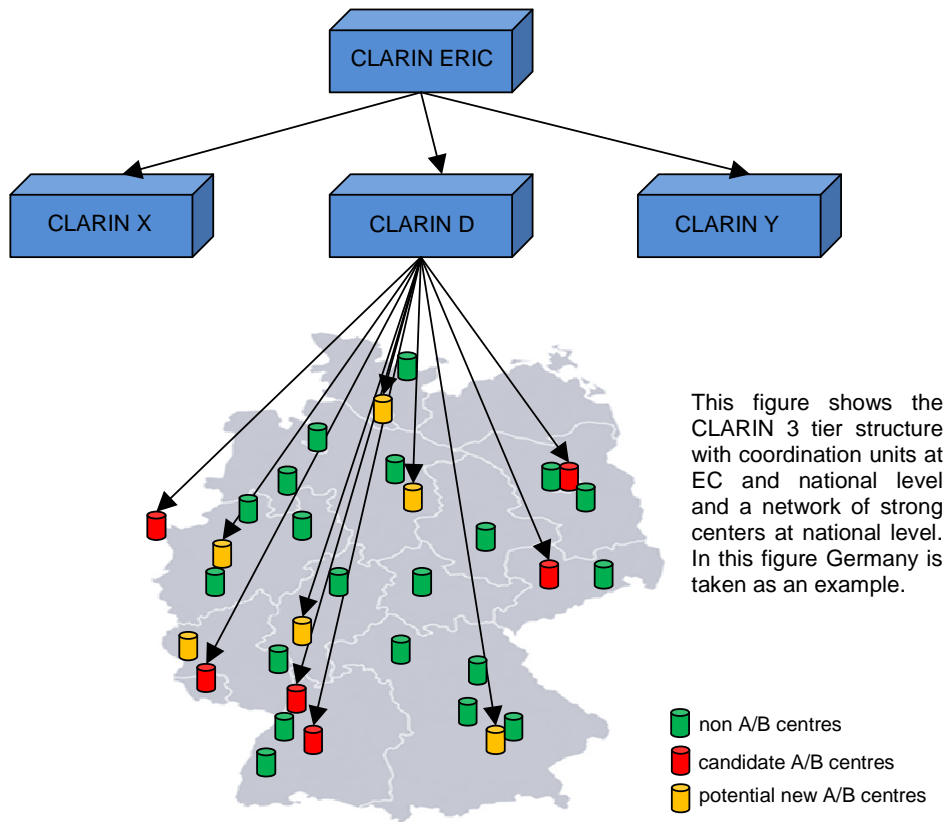 CLARIN ERIC
CLARIN X
CLARIN D
CLARIN Y
This figure shows the
CLARIN 3 tier structure
with coordination units at
EC and national level
and a network of strong
centers at national level.
In this figure Germany is
taken as an example.
non A/B centres
candidate A/B centres
potential new A/B centres